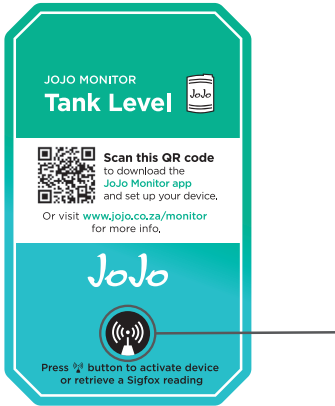 JOJO MONITOR
Tank Level
JoJo
Scan this QR code
to download the
JoJo Monitor app
and set up your device.
Or visit www.jojo.co.za/monitor
for more info.
JoJo
Press button to activate device
or retrieve a Sigfox reading